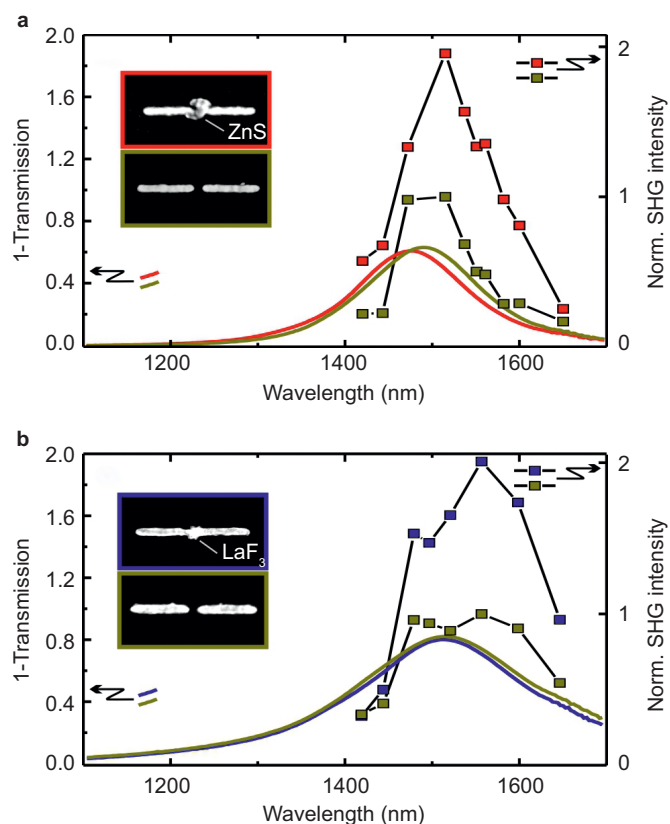 a
2.0
1.6
1.2
0.8
0.4
0.0
1-Transmission
ZnS
2
1
0
Norm. SHG intensity
1200
1400
1600
Wavelength (nm)
b
2.0
1.6
1.2
0.8
0.4
0.0
1-Transmission
LaF₃
2
1
0
Norm. SHG intensity
1200
1400
1600
Wavelength (nm)